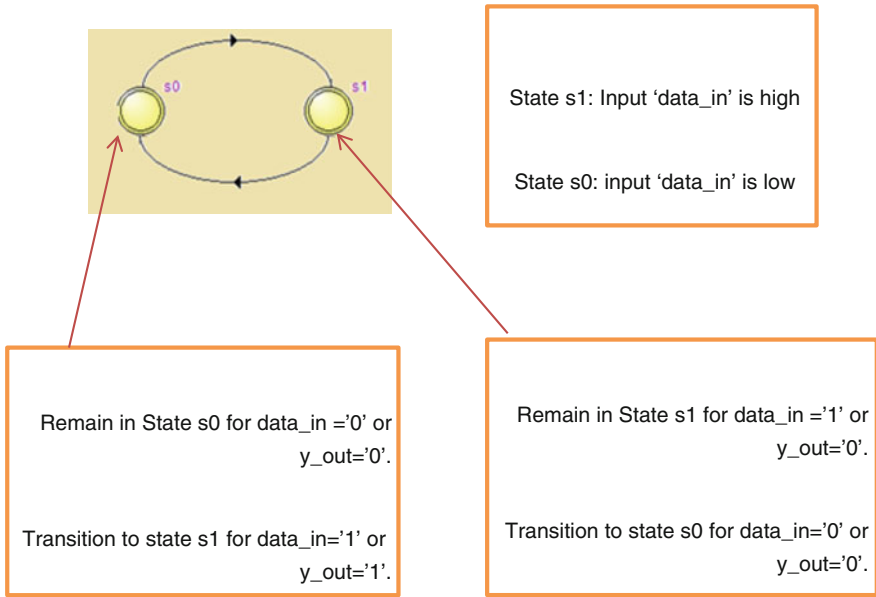 s0
s1
State s1: Input ‘data_in’ is high
State s0: input ‘data_in’ is low
Remain in State s0 for data_in =’0’ or
y_out=’0’.
Transition to state s1 for data_in=’1’ or
y_out=’1’.
Remain in State s1 for data_in =’1’ or
y_out=’0’.
Transition to state s0 for data_in=’0’ or
y_out=’0’.